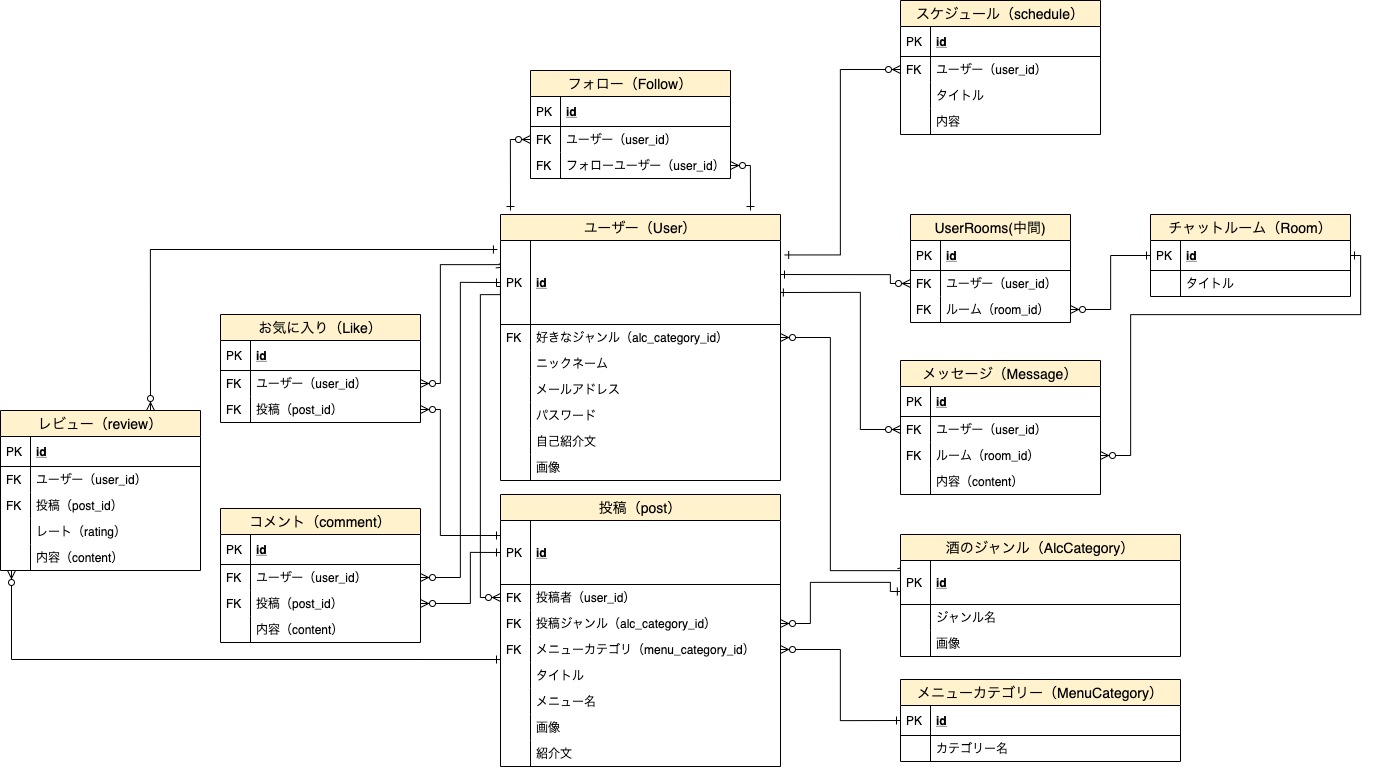 スケジュール（schedule）
PK id
FK ユーザー（user_id）
タイトル
内容
フォロー（Follow）
PK id
FK ユーザー（user_id）
FK フォローユーザー（user_id）
ユーザー（User）
PK id
FK 好きなジャンル（alc_category_id）
ニックネーム
メールアドレス
パスワード
自己紹介文
画像
UserRooms(中間)
PK id
FK ユーザー（user_id）
FK ルーム（room_id）
チャットルーム（Room）
PK id
タイトル
お気に入り（Like）
PK id
FK ユーザー（user_id）
FK 投稿（post_id）
メッセージ（Message）
PK id
FK ユーザー（user_id）
FK ルーム（room_id）
内容（content）
レビュー（review）
PK id
FK ユーザー（user_id）
FK 投稿（post_id）
レート（rating）
内容（content）
コメント（comment）
PK id
FK ユーザー（user_id）
FK 投稿（post_id）
内容（content）
投稿（post）
PK id
FK 投稿者（user_id）
FK 投稿ジャンル（alc_category_id）
FK メニューカテゴリ（menu_category_id）
タイトル
メニュー名
画像
紹介文
酒のジャンル（AlcCategory）
PK id
ジャンル名
画像
メニューカテゴリー（MenuCategory）
PK id
カテゴリー名